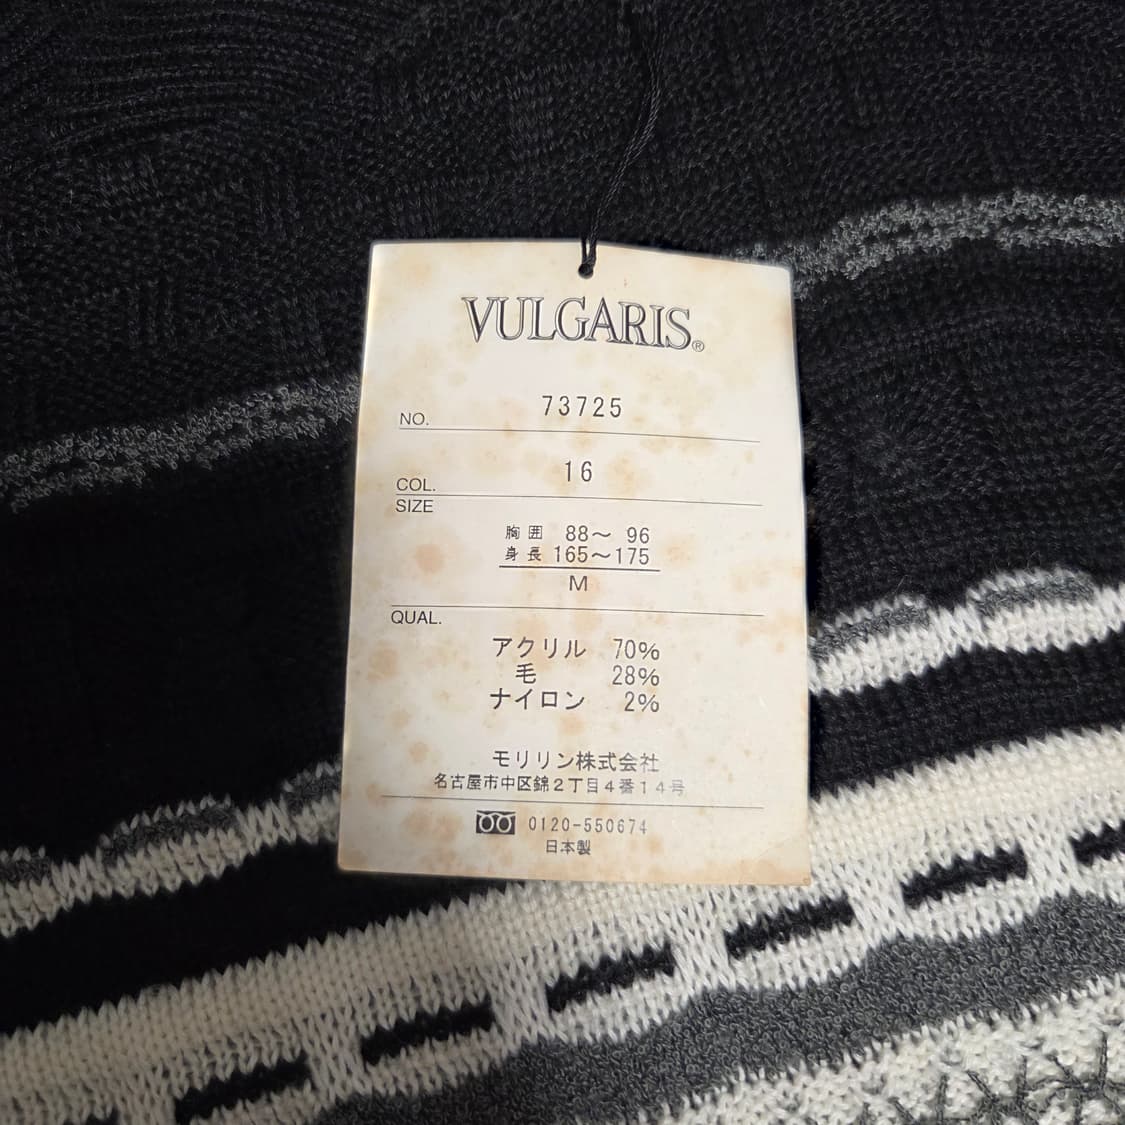 VULGARIS®
NO. 73725
COL. 16
SIZE
胸囲 88〜 96
身長 165〜175
M
QUAL.
アクリル 70%
毛 28%
ナイロン 2%
モリリン株式会社
名古屋市中区錦2丁目4番14号
0120-550674
日本製